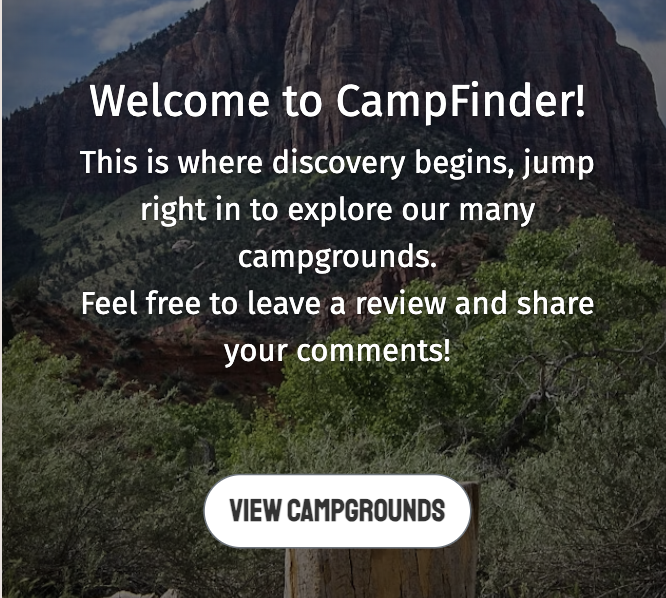 Welcome to CampFinder!
This is where discovery begins, jump
right in to explore our many
campgrounds.
Feel free to leave a review and share
your comments!
VIEW CAMPGROUNDS